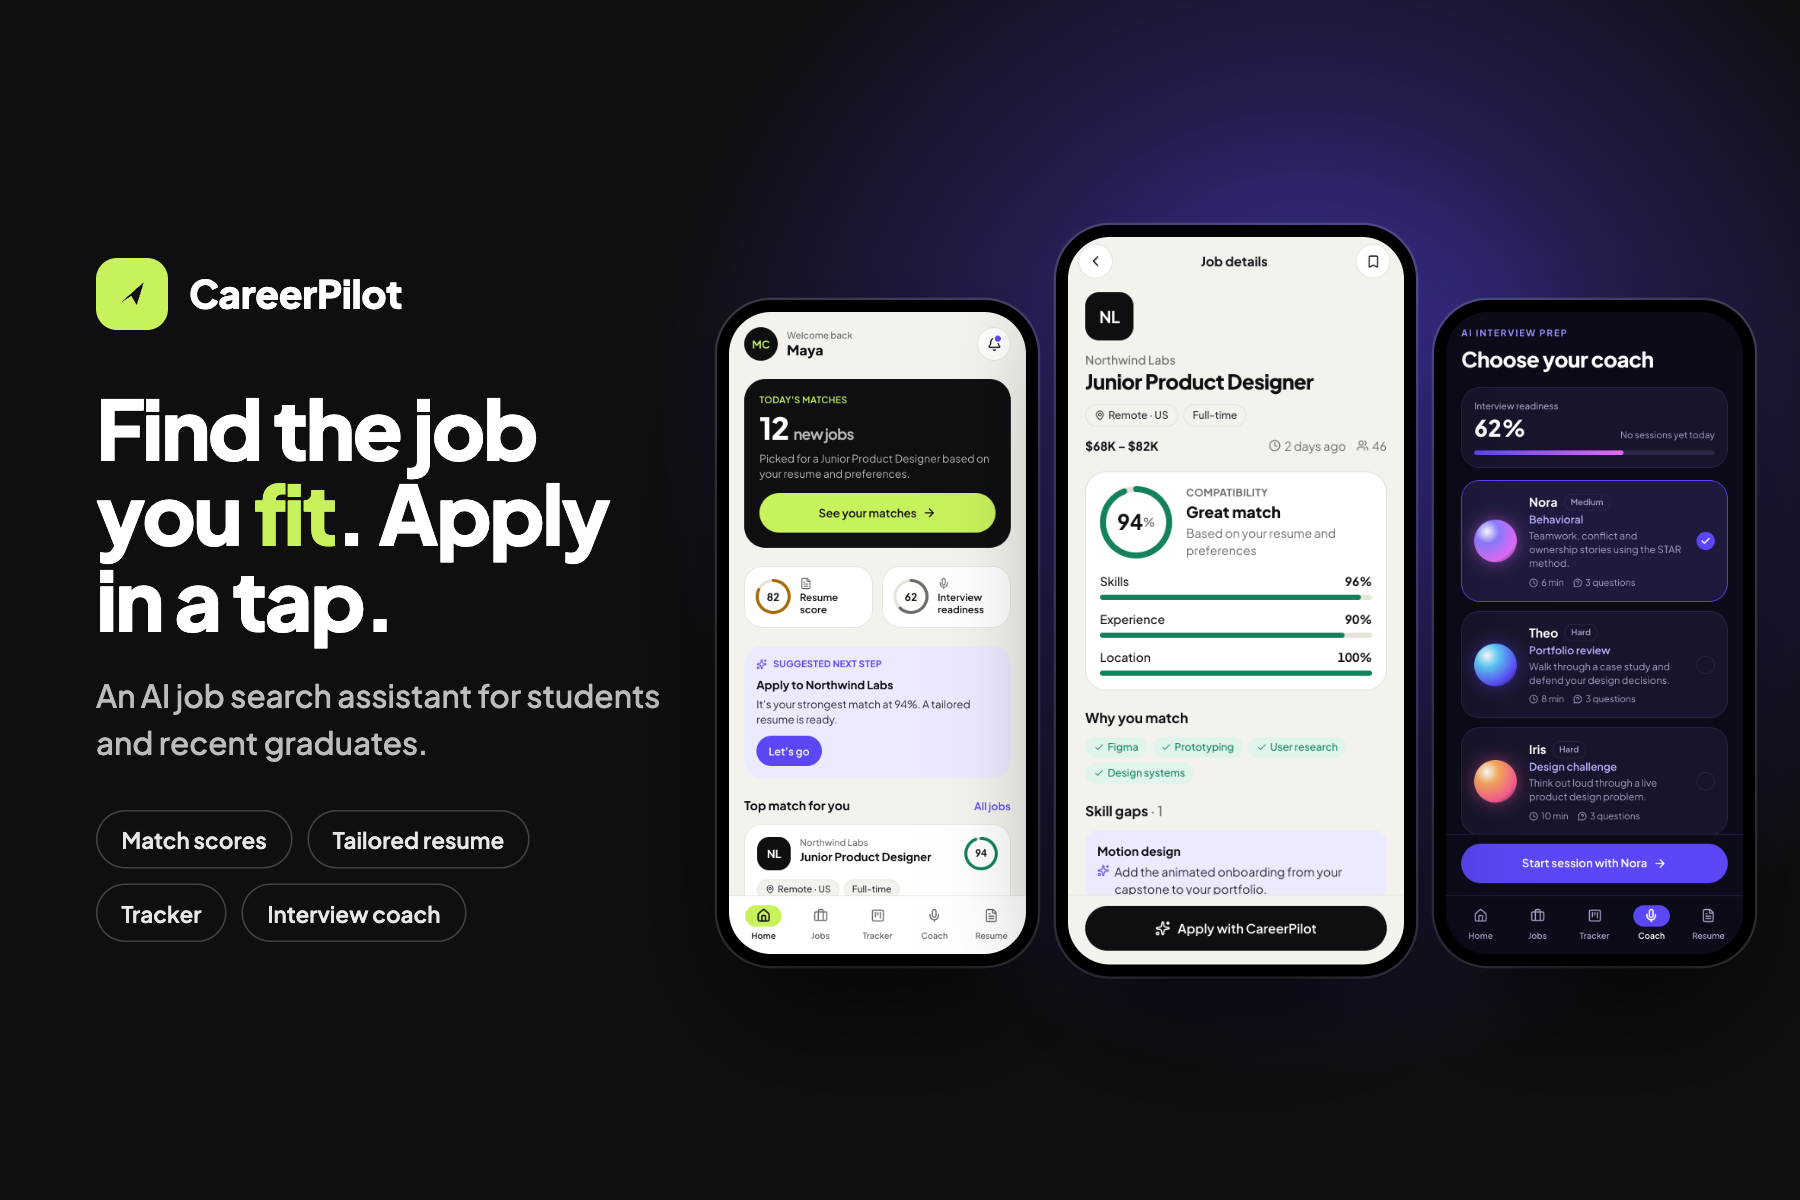 CareerPilot
Find the job
you fit. Apply
in a tap.
An AI job search assistant for students
and recent graduates.
Match scores
Tailored resume
Tracker
Interview coach
MC
Welcome back
Maya
TODAY'S MATCHES
12 new jobs
Picked for a Junior Product Designer based on
your resume and preferences.
See your matches
82
Resume
score
62
Interview
readiness
SUGGESTED NEXT STEP
Apply to Northwind Labs
It's your strongest match at 94%. A tailored
resume is ready.
Let's go
Top match for you
All jobs
NL
Northwind Labs
Junior Product Designer
94
Remote · US
Full-time
Home
Jobs
Tracker
Coach
Resume
Job details
NL
Northwind Labs
Junior Product Designer
Remote · US
Full-time
$68K – $82K
2 days ago
46
94%
COMPATIBILITY
Great match
Based on your resume and
preferences
Skills
96%
Experience
90%
Location
100%
Why you match
Figma
Prototyping
User research
Design systems
Skill gaps · 1
Motion design
Add the animated onboarding from your
capstone to your portfolio.
Apply with CareerPilot
AI INTERVIEW PREP
Choose your coach
Interview readiness
62%
No sessions yet today
Nora
Medium
Behavioral
Teamwork, conflict and
ownership stories using the STAR
method.
6 min
3 questions
Theo
Hard
Portfolio review
Walk through a case study and
defend your design decisions.
8 min
3 questions
Iris
Hard
Design challenge
Think out loud through a live
product design problem.
10 min
3 questions
Start session with Nora
Home
Jobs
Tracker
Coach
Resume